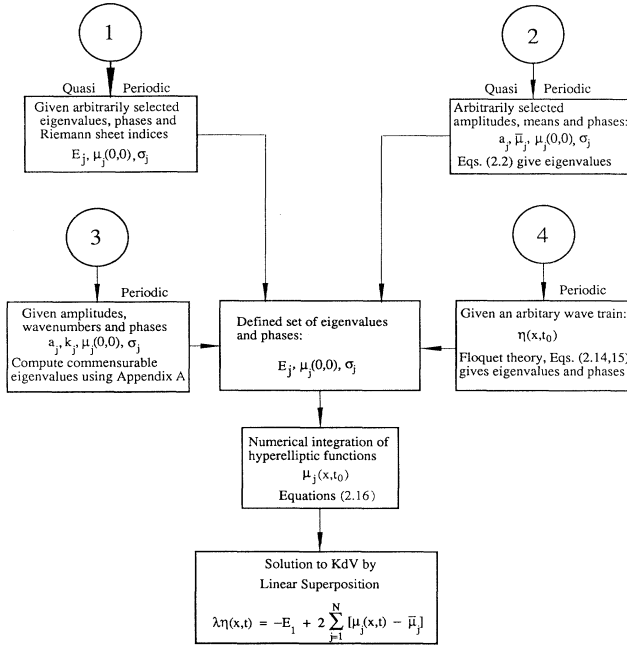 1
Quasi Periodic
Given arbitrarily selected
eigenvalues, phases and
Riemann sheet indices
E_j, μ_j(0,0), σ_j
2
Quasi Periodic
Arbitrarily selected
amplitudes, means and phases:
a_j, μ̄_j, μ_j(0,0), σ_j
Eqs. (2.2) give eigenvalues
3
Periodic
Given amplitudes,
wavenumbers and phases
a_j, k_j, μ_j(0,0), σ_j
Compute commensurable
eigenvalues using Appendix A
4
Periodic
Given an arbitary wave train:
η(x,t_0)
Floquet theory, Eqs. (2.14,15)
gives eigenvalues and phases
Defined set of eigenvalues
and phases:
E_j, μ_j(0,0), σ_j
Numerical integration of
hyperelliptic functions
μ_j(x,t_0)
Equations (2.16)
Solution to KdV by
Linear Superposition
λη(x,t) = -E_1 + 2 ∑_{j=1}^{N} [μ_j(x,t) - μ̄_j]